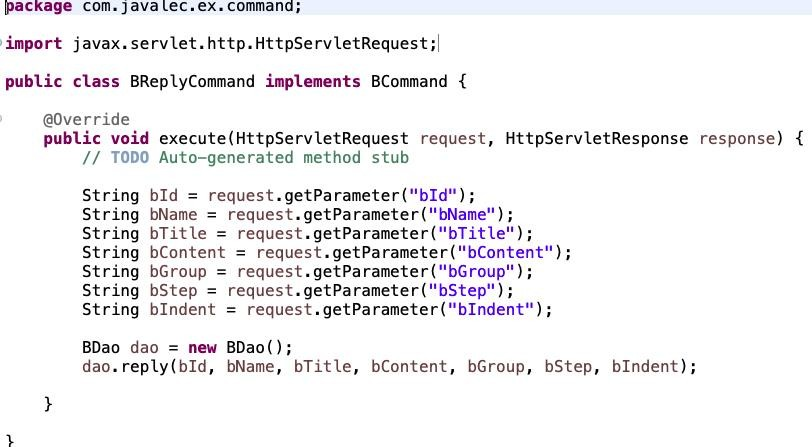 package com.javalec.ex.command;
import javax.servlet.http.HttpServletRequest;
public class BReplyCommand implements BCommand {
@Override
public void execute(HttpServletRequest request, HttpServletResponse response) {
// TODO Auto-generated method stub
String bId = request.getParameter("bId");
String bName = request.getParameter("bName");
String bTitle = request.getParameter("bTitle");
String bContent = request.getParameter("bContent");
String bGroup = request.getParameter("bGroup");
String bStep = request.getParameter("bStep");
String bIndent = request.getParameter("bIndent");
BDao dao = new BDao();
dao.reply(bId, bName, bTitle, bContent, bGroup, bStep, bIndent);
}
}